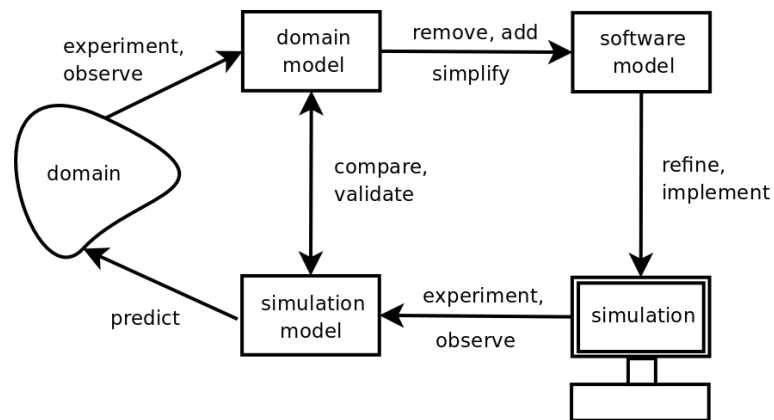 experiment,
observe
domain
model
remove, add
simplify
software
model
domain
compare,
validate
refine,
implement
predict
simulation
model
experiment,
observe
simulation